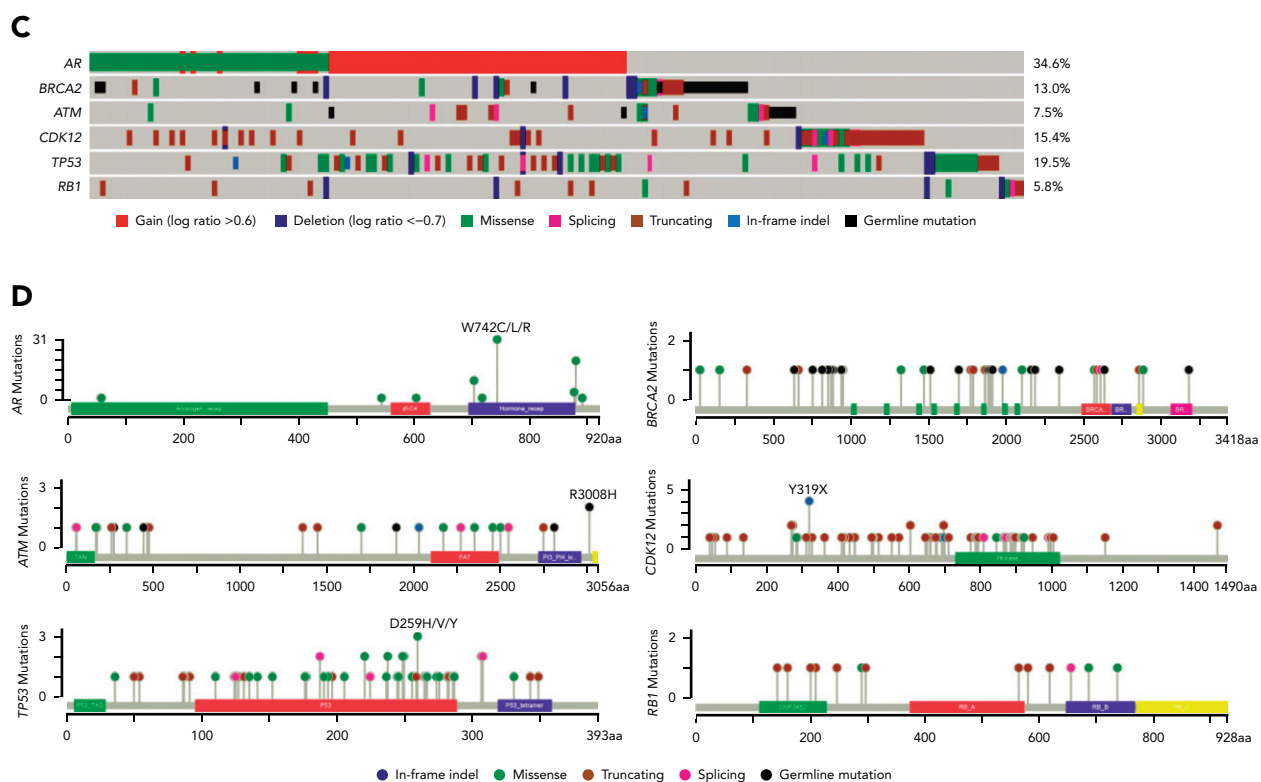 C
AR 34.6%
BRCA2 13.0%
ATM 7.5%
CDK12 15.4%
TP53 19.5%
RB1 5.8%
Gain (log ratio >0.6) Deletion (log ratio <−0.7) Missense Splicing Truncating In-frame indel Germline mutation
D
AR Mutations
31
0
W742C/L/R
Androgen_recep zf-C4 Hormone_recep
0 200 400 600 800 920aa
BRCA2 Mutations
2
0
BRCA.. BR.. BR..
0 500 1000 1500 2000 2500 3000 3418aa
ATM Mutations
3
0
R3008H
TAN FAT PI3_PI4_ki..
0 500 1000 1500 2000 2500 3056aa
CDK12 Mutations
5
0
Y319X
Pkinase
0 200 400 600 800 1000 1200 1400 1490aa
TP53 Mutations
3
0
D259H/V/Y
P53_TAD P53 P53_tetramer
0 100 200 300 393aa
RB1 Mutations
2
0
RB_A RB_B
0 200 400 600 800 928aa
In-frame indel Missense Truncating Splicing Germline mutation